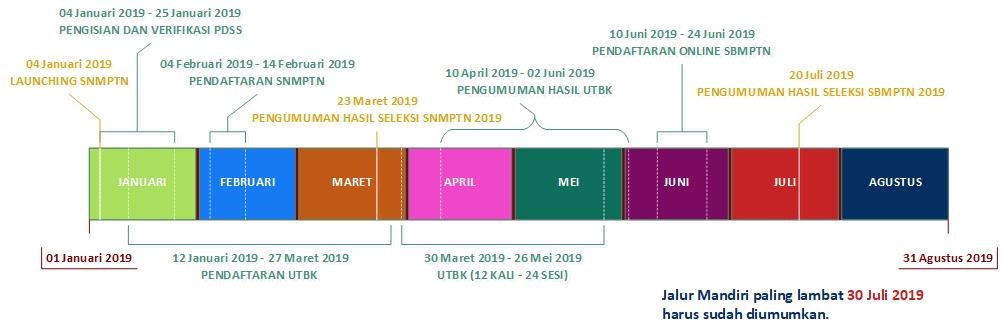 04 Januari 2019 - 25 Januari 2019
PENGISIAN DAN VERIFIKASI PDSS
04 Januari 2019
LAUNCHING SNMPTN
04 Februari 2019 - 14 Februari 2019
PENDAFTARAN SNMPTN
23 Maret 2019
PENGUMUMAN HASIL SELEKSI SNMPTN 2019
10 April 2019 - 02 Juni 2019
PENGUMUMAN HASIL UTBK
10 Juni 2019 - 24 Juni 2019
PENDAFTARAN ONLINE SBMPTN
20 Juli 2019
PENGUMUMAN HASIL SELEKSI SBMPTN 2019
JANUARI
FEBRUARI
MARET
APRIL
MEI
JUNI
JULI
AGUSTUS
01 Januari 2019
12 Januari 2019 - 27 Maret 2019
PENDAFTARAN UTBK
30 Maret 2019 - 26 Mei 2019
UTBK (12 KALI - 24 SESI)
31 Agustus 2019
Jalur Mandiri paling lambat 30 Juli 2019
harus sudah diumumkan.